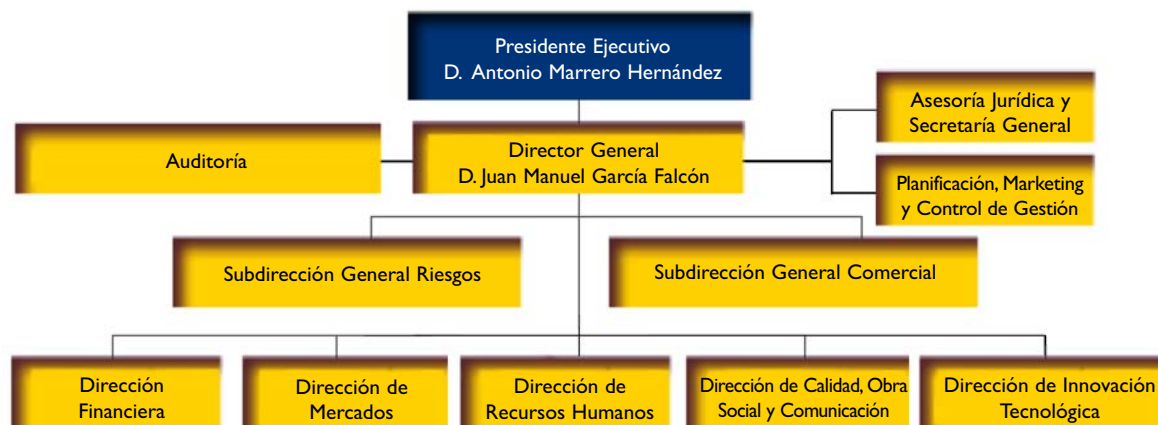 Presidente Ejecutivo
D. Antonio Marrero Hernández
Asesoría Jurídica y
Secretaría General
Auditoría
Director General
D. Juan Manuel García Falcón
Planificación, Marketing
y Control de Gestión
Subdirección General Riesgos
Subdirección General Comercial
Dirección
Financiera
Dirección de
Mercados
Dirección de
Recursos Humanos
Dirección de Calidad, Obra
Social y Comunicación
Dirección de Innovación
Tecnológica